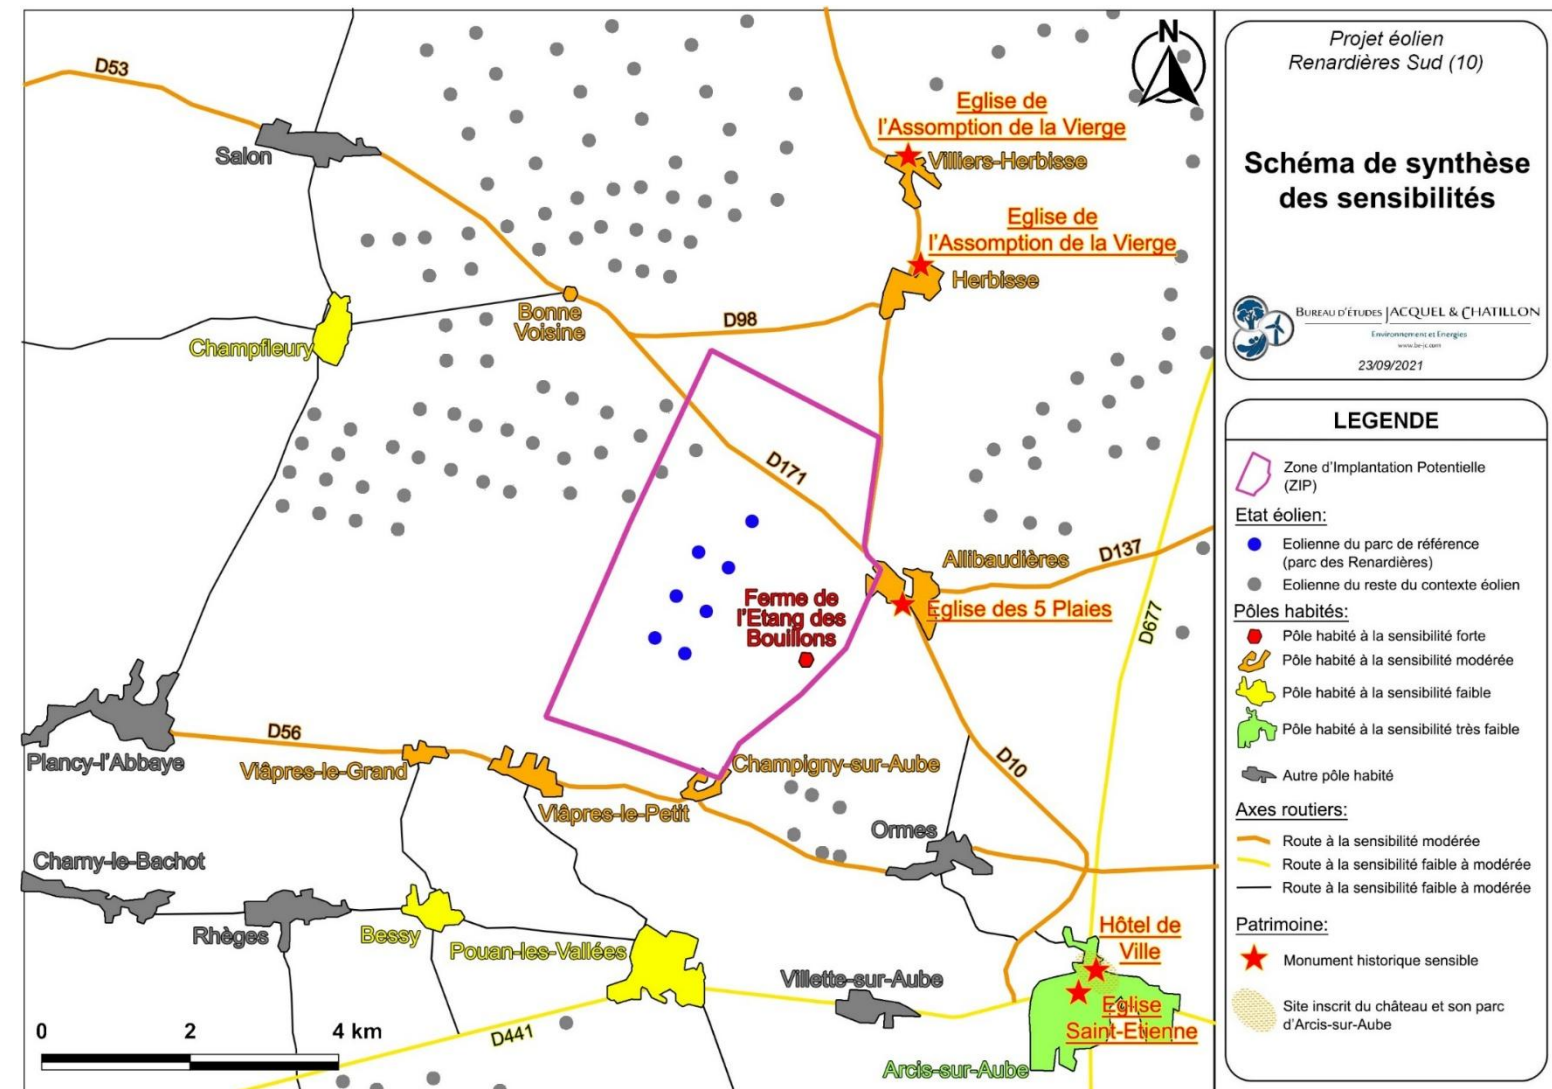 D53
Salon
Eglise de
l'Assomption de la Vierge
Villiers-Herbisse
N
Eglise de
l'Assomption de la Vierge
Herbisse
Bonne
Voisine
D98
Champfleury
D171
Allibaudières
D137
Eglise des 5 Plaies
Ferme de
l'Etang des
Bouillons
D677
D56
Plancy-l'Abbaye
Viâpres-le-Grand
Viâpres-le-Petit
Champigny-sur-Aube
D10
Ormes
Charny-le-Bachot
Rhèges
Bessy
Pouan-les-Vallées
Villette-sur-Aube
Hôtel de
Ville
Eglise
Saint-Etienne
Arcis-sur-Aube
D441
0 2 4 km
Projet éolien
Renardières Sud (10)
Schéma de synthèse
des sensibilités
BUREAU D'ÉTUDES JACQUEL & CHATILLON
Environnement et Energies
www.be-jc.com
23/09/2021
LEGENDE
Zone d'Implantation Potentielle
(ZIP)
Etat éolien:
Eolienne du parc de référence
(parc des Renardières)
Eolienne du reste du contexte éolien
Pôles habités:
Pôle habité à la sensibilité forte
Pôle habité à la sensibilité modérée
Pôle habité à la sensibilité faible
Pôle habité à la sensibilité très faible
Autre pôle habité
Axes routiers:
Route à la sensibilité modérée
Route à la sensibilité faible à modérée
Route à la sensibilité faible à modérée
Patrimoine:
Monument historique sensible
Site inscrit du château et son parc
d'Arcis-sur-Aube